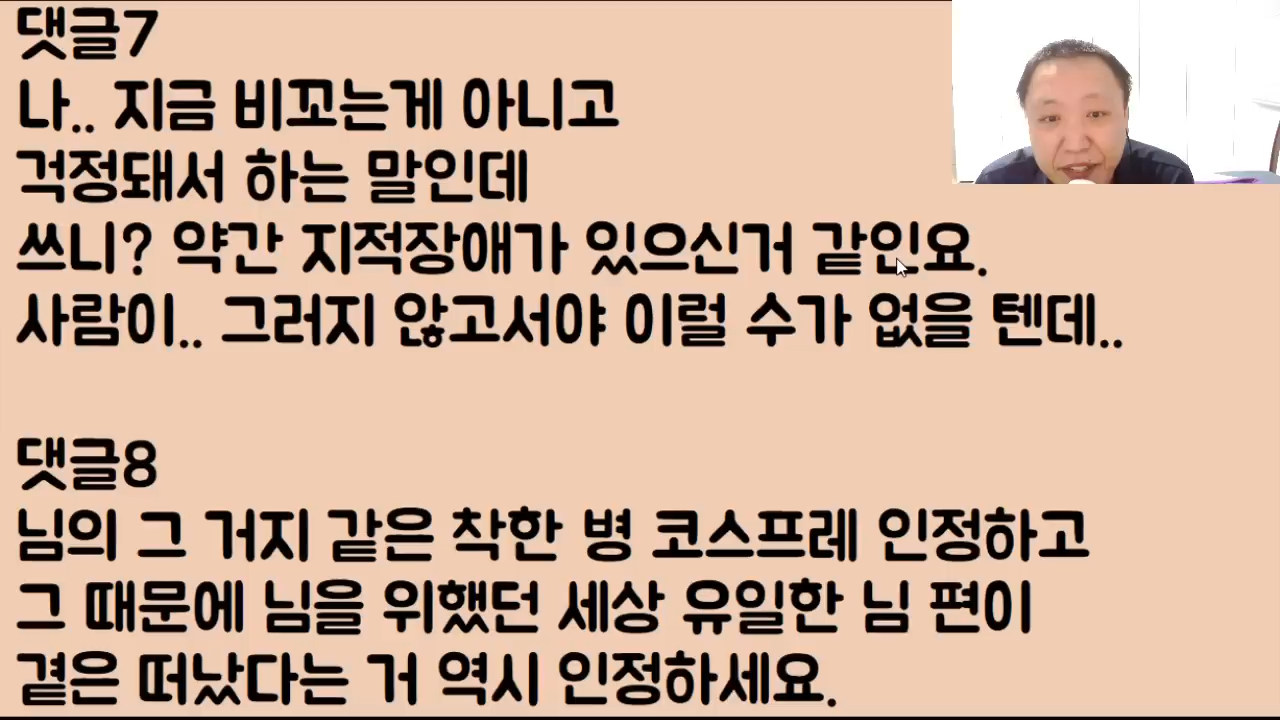 댓글7
나.. 지금 비꼬는게 아니고
걱정돼서 하는 말인데
쓰니? 약간 지적장애가 있으신거 같인요.
사람이.. 그러지 않고서야 이럴 수가 없을 텐데..
댓글8
님의 그 거지 같은 착한 병 코스프레 인정하고
그 때문에 님을 위했던 세상 유일한 님 편이
곁은 떠났다는 거 역시 인정하세요.